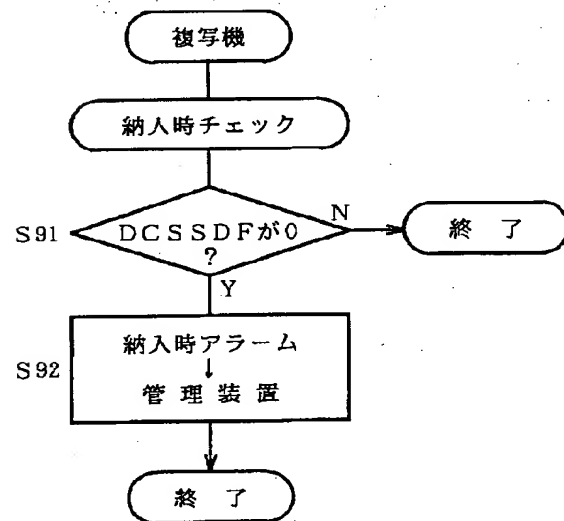 複写機
納入時チェック
S91
DCSSDFが0
?
N
終了
Y
S92
納入時アラーム
↓
管理装置
終了